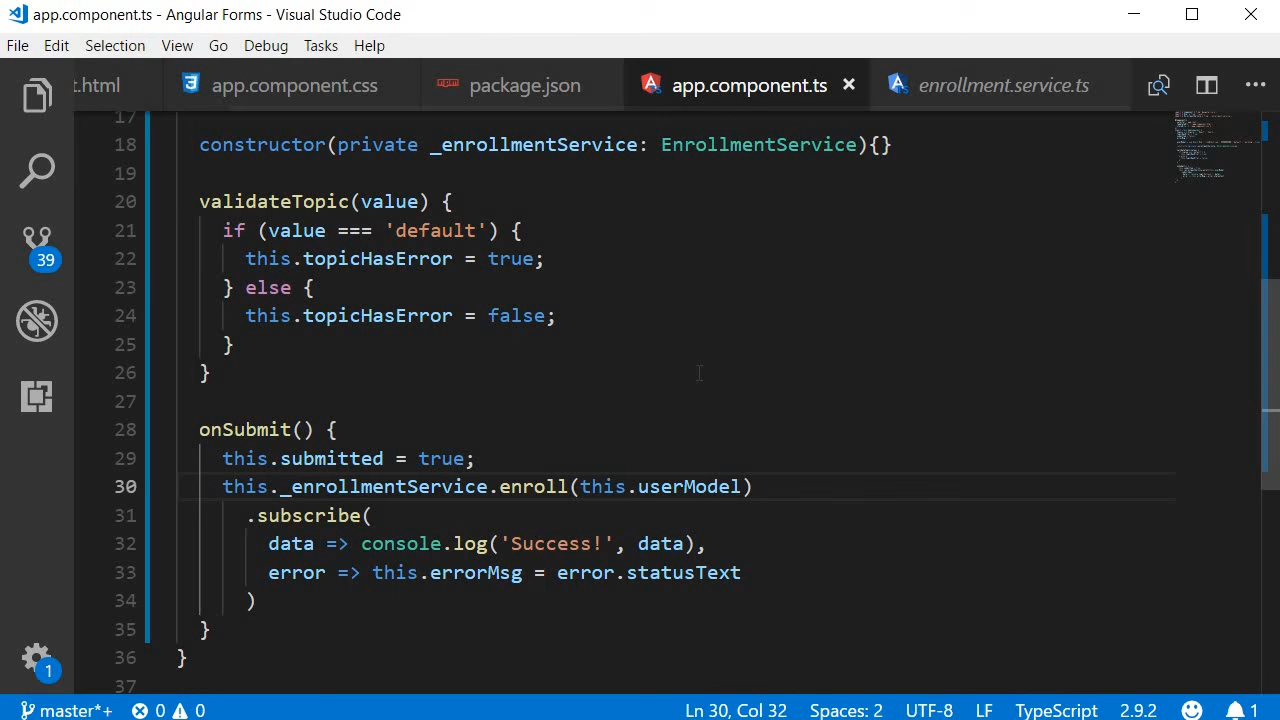 app.component.ts - Angular Forms - Visual Studio Code
File Edit Selection View Go Debug Tasks Help
t.html app.component.css package.json app.component.ts enrollment.service.ts
17
18 constructor(private _enrollmentService: EnrollmentService){}
19
20 validateTopic(value) {
21 if (value === 'default') {
22 this.topicHasError = true;
23 } else {
24 this.topicHasError = false;
25 }
26 }
27
28 onSubmit() {
29 this.submitted = true;
30 this._enrollmentService.enroll(this.userModel)
31 .subscribe(
32 data => console.log('Success!', data),
33 error => this.errorMsg = error.statusText
34 )
35 }
36 }
37
39
1
master*+ 0 0 Ln 30, Col 32 Spaces: 2 UTF-8 LF TypeScript 2.9.2 1